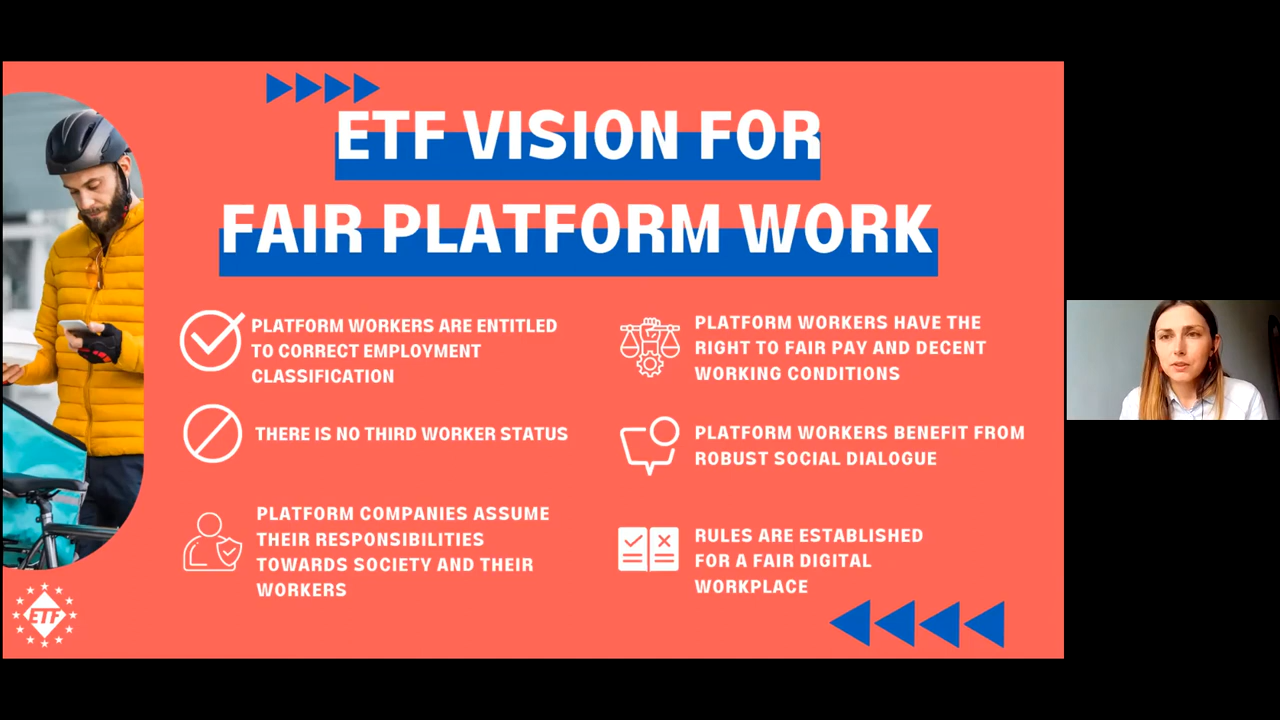 ETF VISION FOR
FAIR PLATFORM WORK
PLATFORM WORKERS ARE ENTITLED
TO CORRECT EMPLOYMENT
CLASSIFICATION
THERE IS NO THIRD WORKER STATUS
PLATFORM COMPANIES ASSUME
THEIR RESPONSIBILITIES
TOWARDS SOCIETY AND THEIR
WORKERS
PLATFORM WORKERS HAVE THE
RIGHT TO FAIR PAY AND DECENT
WORKING CONDITIONS
PLATFORM WORKERS BENEFIT FROM
ROBUST SOCIAL DIALOGUE
RULES ARE ESTABLISHED
FOR A FAIR DIGITAL
WORKPLACE
ETF